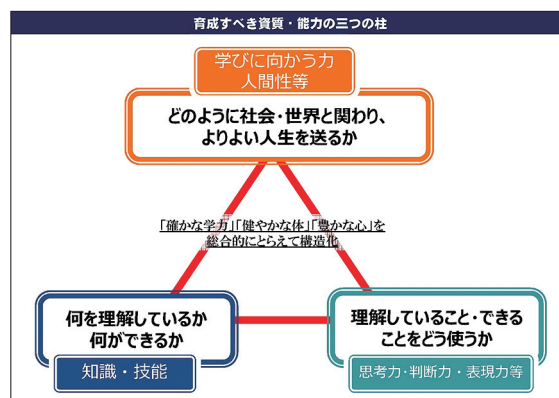 育成すべき資質・能力の三つの柱
学びに向かう力
人間性等
どのように社会・世界と関わり、
よりよい人生を送るか
「確かな学力」「健やかな体」「豊かな心」を
総合的にとらえて構造化
何を理解しているか
何ができるか
知識・技能
理解していること・できる
ことをどう使うか
思考力・判断力・表現力等